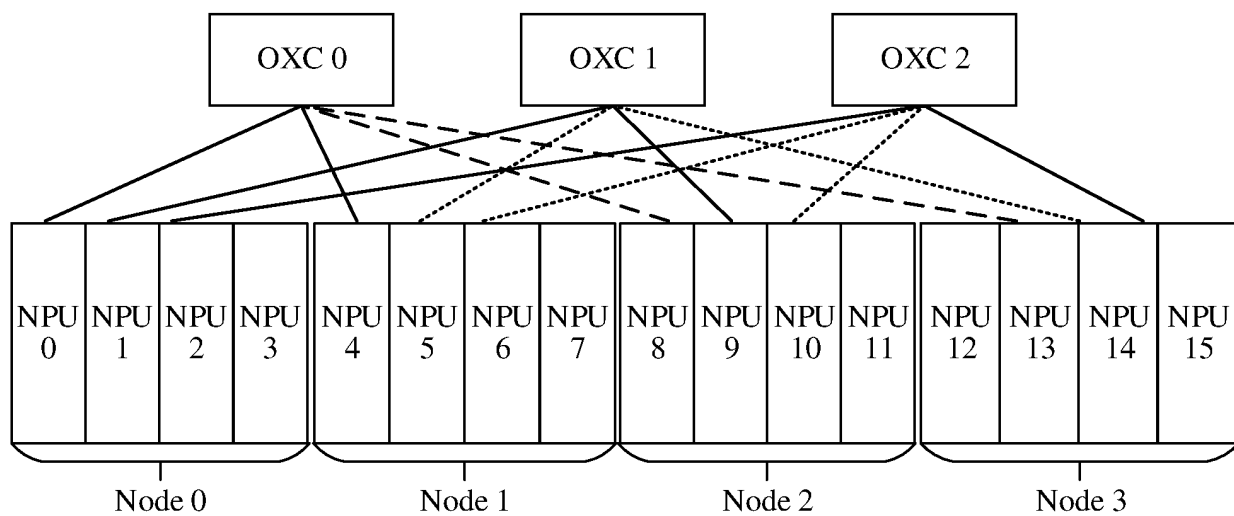 OXC 0 OXC 1 OXC 2
NPU NPU NPU NPU NPU NPU NPU NPU NPU NPU NPU NPU NPU NPU NPU NPU
0 1 2 3 4 5 6 7 8 9 10 11 12 13 14 15
Node 0 Node 1 Node 2 Node 3